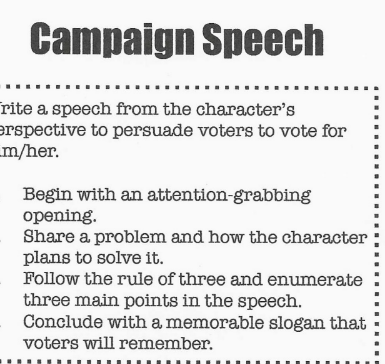 Campaign Speech
rite a speech from the character's
erspective to persuade voters to vote for
m/her.
Begin with an attention-grabbing
opening.
Share a problem and how the character
plans to solve it.
Follow the rule of three and enumerate
three main points in the speech.
Conclude with a memorable slogan that
voters will remember.